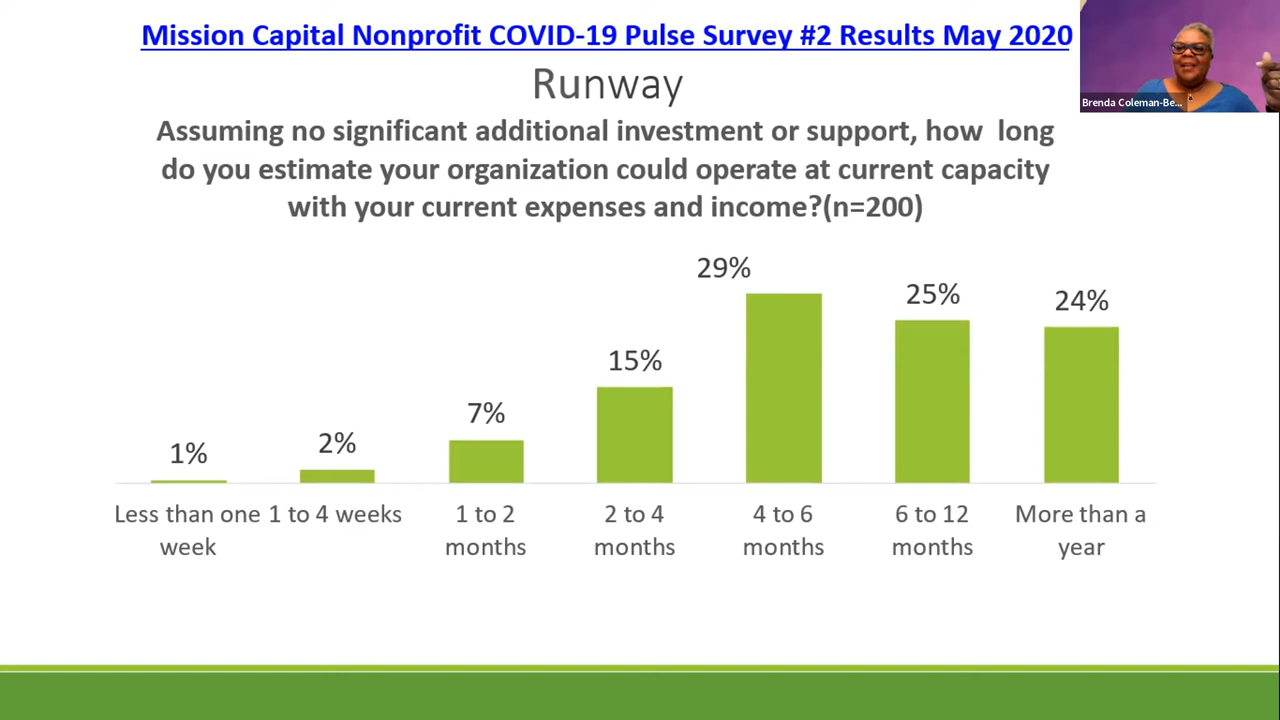 Mission Capital Nonprofit COVID-19 Pulse Survey #2 Results May 2020
Runway
Assuming no significant additional investment or support, how long
do you estimate your organization could operate at current capacity
with your current expenses and income?(n=200)
Brenda Coleman-Be...
1%
2%
7%
15%
29%
25%
24%
Less than one
week
1 to 4 weeks
1 to 2
months
2 to 4
months
4 to 6
months
6 to 12
months
More than a
year